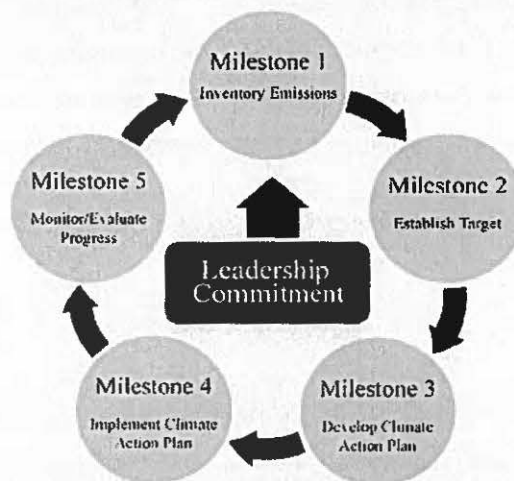 Milestone 1
Inventory Emissions
Milestone 2
Establish Target
Milestone 3
Develop Climate
Action Plan
Milestone 4
Implement Climate
Action Plan
Milestone 5
Monitor/Evaluate
Progress
Leadership
Commitment